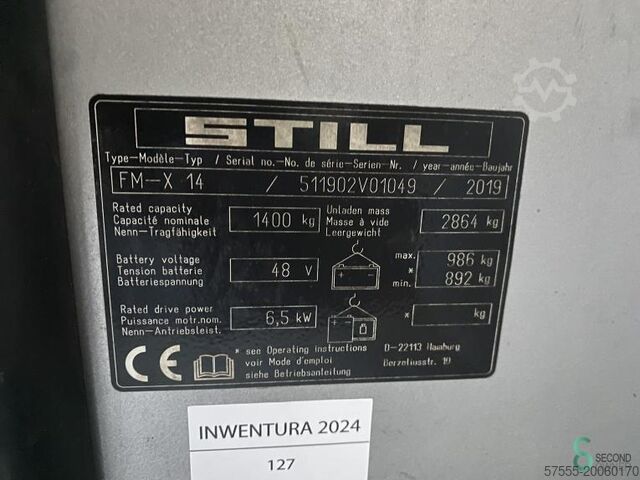 STILL
Type-Modèle-Typ / Serial no.-No. de série-Serien-Nr. / year-année-Baujahr
FM-X 14 / 511902V01049 / 2019
Rated capacity
Capacité nominale
Nenn-Tragfähigkeit
1400 kg
Unladen mass
Masse à vide
Leergewicht
2864 kg
Battery voltage
Tension batterie
Batteriespannung
48 V
max. 986 kg
*
min. 892 kg
Rated drive power
Puissance motr.nom.
Nenn-Antriebsleist.
6,5 kW
* kg
CE
* see Operating instructions
voir Mode d'emploi
siehe Betriebsanleitung
D-22113 Hamburg
Berzeliusstr. 10
INWENTURA 2024
127
SECOND
57555-20060170